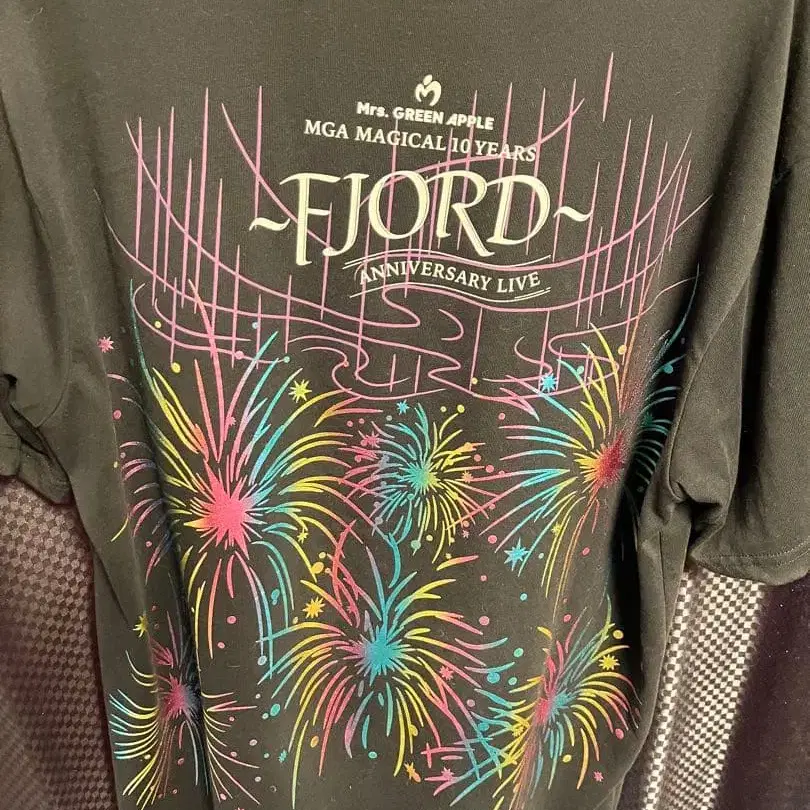 Mrs. GREEN APPLE
MGA MAGICAL 10 YEARS
~FJORD~
ANNIVERSARY LIVE